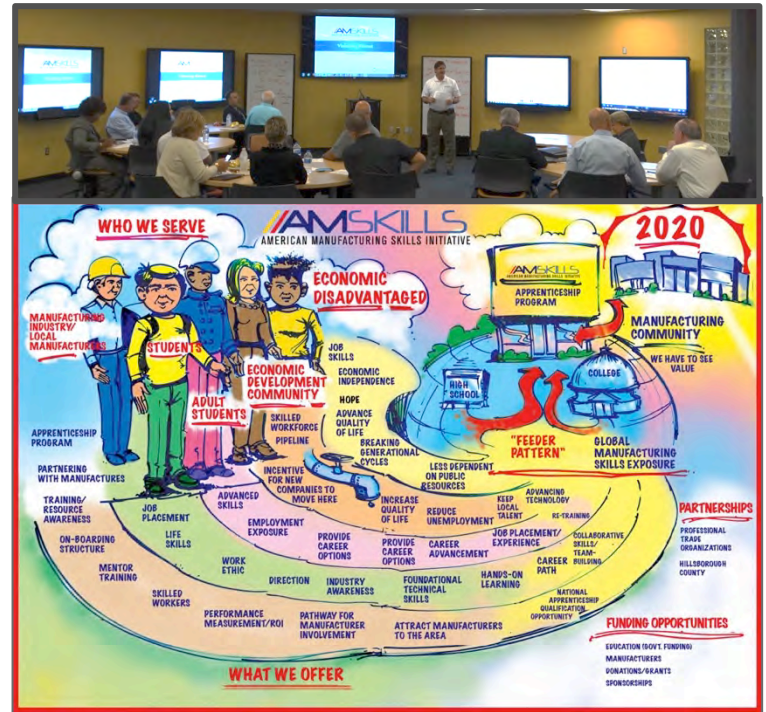 AMSKILLS
AMSKILLS
AMSKILLS
WHO WE SERVE
//AMSKILLS
AMERICAN MANUFACTURING SKILLS INITIATIVE
2020
ECONOMIC
DISADVANTAGED
MANUFACTURING
INDUSTRY/
LOCAL
MANUFACTURERS
STUDENTS
ADULT
STUDENTS
ECONOMIC
DEVELOPMENT
COMMUNITY
//AMSKILLS
AMERICAN MANUFACTURING SKILLS INITIATIVE
APPRENTICESHIP
PROGRAM
MANUFACTURING
COMMUNITY
WE HAVE TO SEE
VALUE
HIGH
SCHOOL
COLLEGE
"FEEDER
PATTERN"
GLOBAL
MANUFACTURING
SKILLS EXPOSURE
JOB
SKILLS
ECONOMIC
INDEPENDENCE
HOPE
ADVANCE
QUALITY
OF LIFE
BREAKING
GENERATIONAL
CYCLES
LESS DEPENDENT
ON PUBLIC
RESOURCES
SKILLED
WORKFORCE
PIPELINE
INCENTIVE
FOR NEW
COMPANIES TO
MOVE HERE
INCREASE
QUALITY
OF LIFE
REDUCE
UNEMPLOYMENT
KEEP
LOCAL
TALENT
ADVANCING
TECHNOLOGY
RE-TRAINING
ADVANCED
SKILLS
EMPLOYMENT
EXPOSURE
PROVIDE
CAREER
OPTIONS
PROVIDE
CAREER
OPTIONS
CAREER
ADVANCEMENT
JOB PLACEMENT/
EXPERIENCE
COLLABORATIVE
SKILLS/
TEAM-
BUILDING
JOB
PLACEMENT
LIFE
SKILLS
WORK
ETHIC
DIRECTION
INDUSTRY
AWARENESS
FOUNDATIONAL
TECHNICAL
SKILLS
HANDS-ON
LEARNING
CAREER
PATH
APPRENTICESHIP
PROGRAM
PARTNERING
WITH MANUFACTURES
TRAINING/
RESOURCE
AWARENESS
ON-BOARDING
STRUCTURE
MENTOR
TRAINING
SKILLED
WORKERS
PERFORMANCE
MEASUREMENT/ROI
PATHWAY FOR
MANUFACTURER
INVOLVEMENT
ATTRACT MANUFACTURERS
TO THE AREA
NATIONAL
APPRENTICESHIP
QUALIFICATION
OPPORTUNITY
WHAT WE OFFER
PARTNERSHIPS
PROFESSIONAL
TRADE
ORGANIZATIONS
HILLSBOROUGH
COUNTY
FUNDING OPPORTUNITIES
EDUCATION (GOVT. FUNDING)
MANUFACTURERS
DONATIONS/GRANTS
SPONSORSHIPS